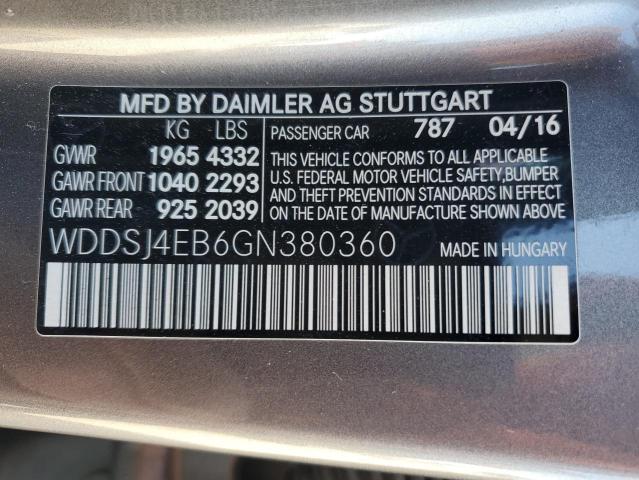 MFD BY DAIMLER AG STUTTGART
KG LBS PASSENGER CAR 787 04/16
GVWR 1965 4332
GAWR FRONT 1040 2293
GAWR REAR 925 2039
THIS VEHICLE CONFORMS TO ALL APPLICABLE
U.S. FEDERAL MOTOR VEHICLE SAFETY, BUMPER
AND THEFT PREVENTION STANDARDS IN EFFECT
ON THE DATE OF MANUFACTURE SHOWN ABOVE.
WDDSJ4EB6GN380360 MADE IN HUNGARY